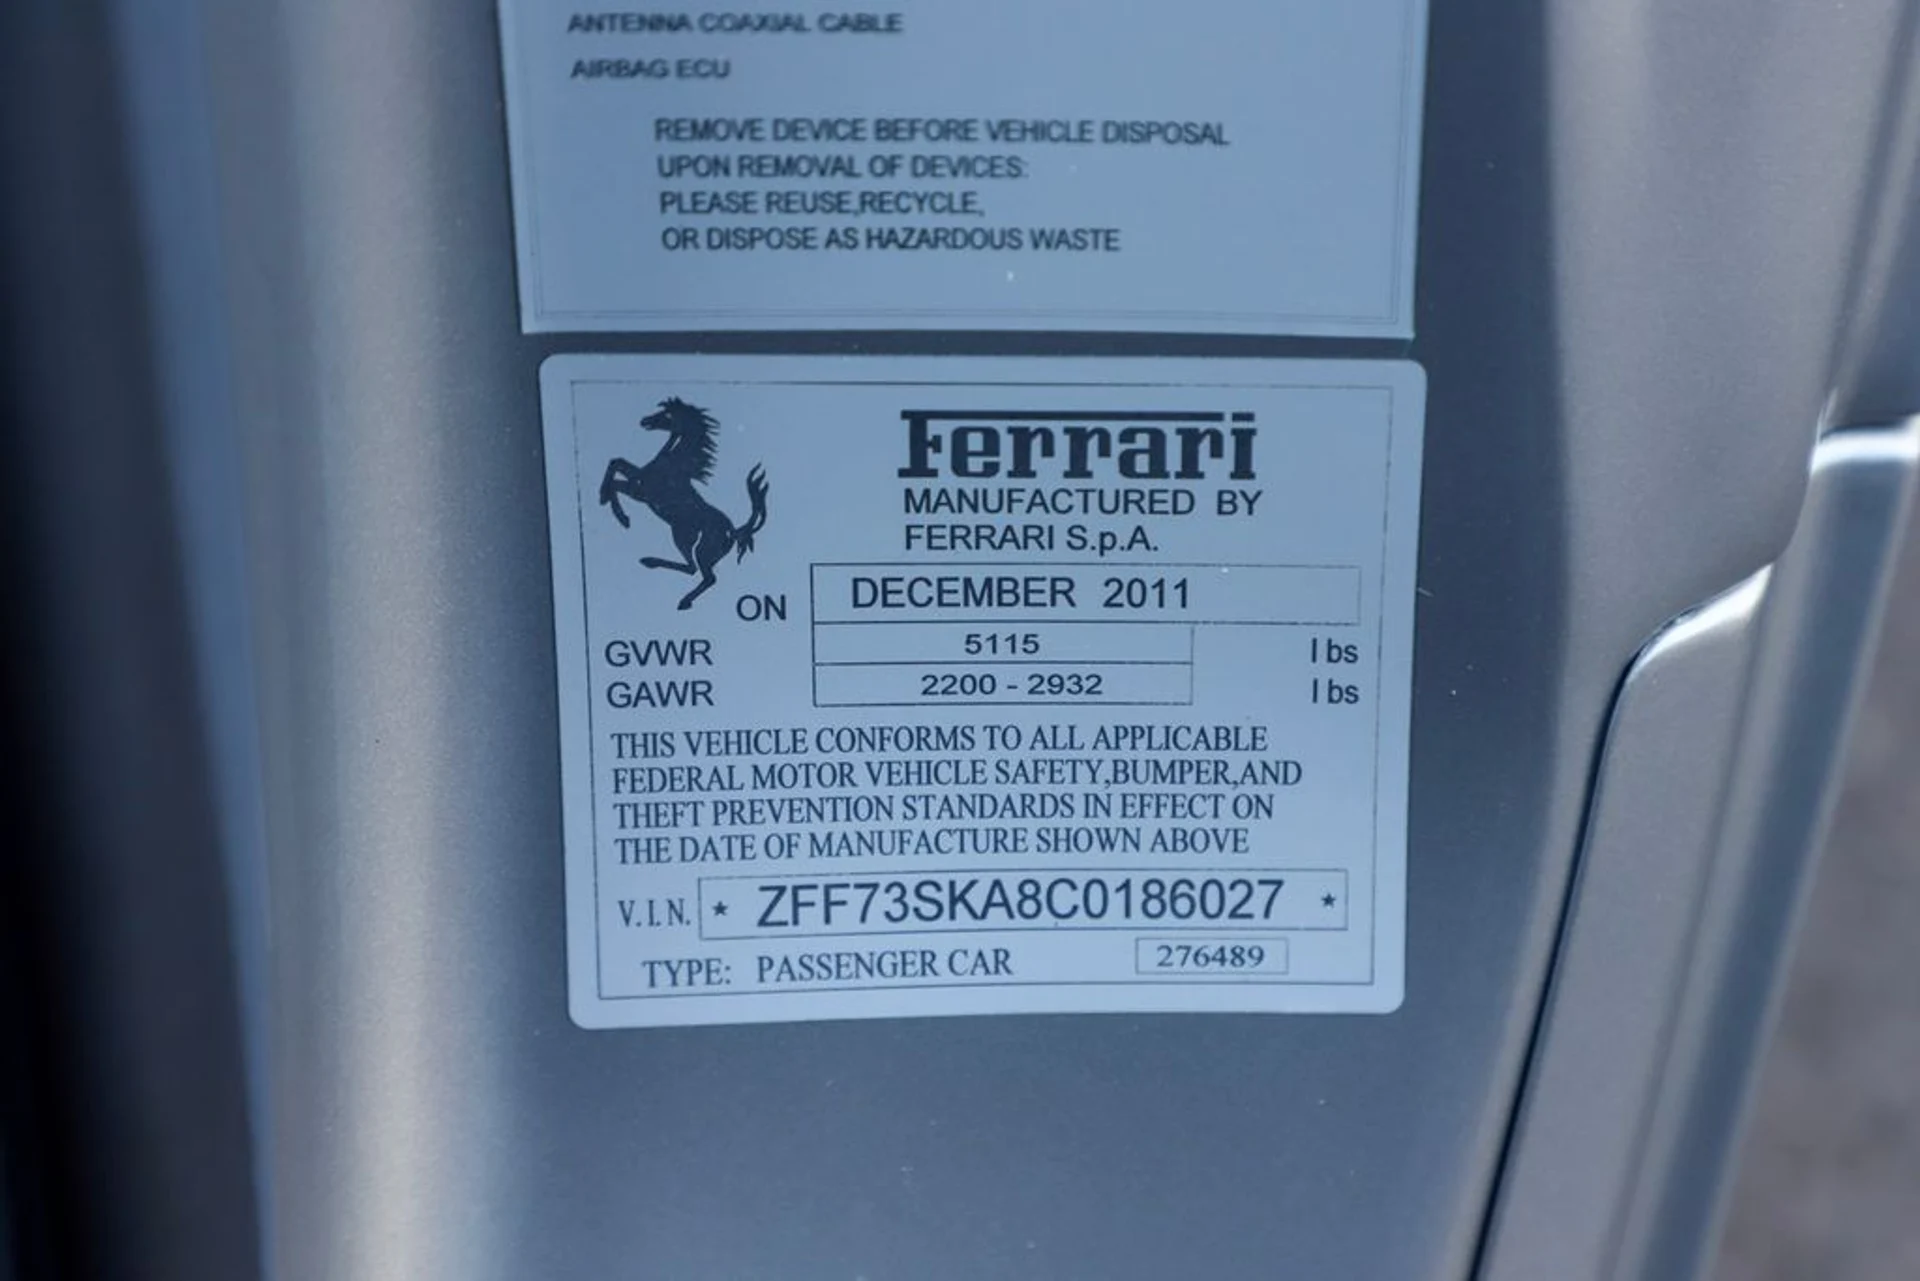 ANTENNA COAXIAL CABLE
AIRBAG ECU
REMOVE DEVICE BEFORE VEHICLE DISPOSAL
UPON REMOVAL OF DEVICES:
PLEASE REUSE,RECYCLE,
OR DISPOSE AS HAZARDOUS WASTE
Ferrari
MANUFACTURED BY
FERRARI S.p.A.
ON DECEMBER 2011
GVWR 5115 lbs
GAWR 2200 - 2932 lbs
THIS VEHICLE CONFORMS TO ALL APPLICABLE
FEDERAL MOTOR VEHICLE SAFETY,BUMPER,AND
THEFT PREVENTION STANDARDS IN EFFECT ON
THE DATE OF MANUFACTURE SHOWN ABOVE
V.I.N. ★ ZFF73SKA8C0186027 ★
TYPE: PASSENGER CAR 276489